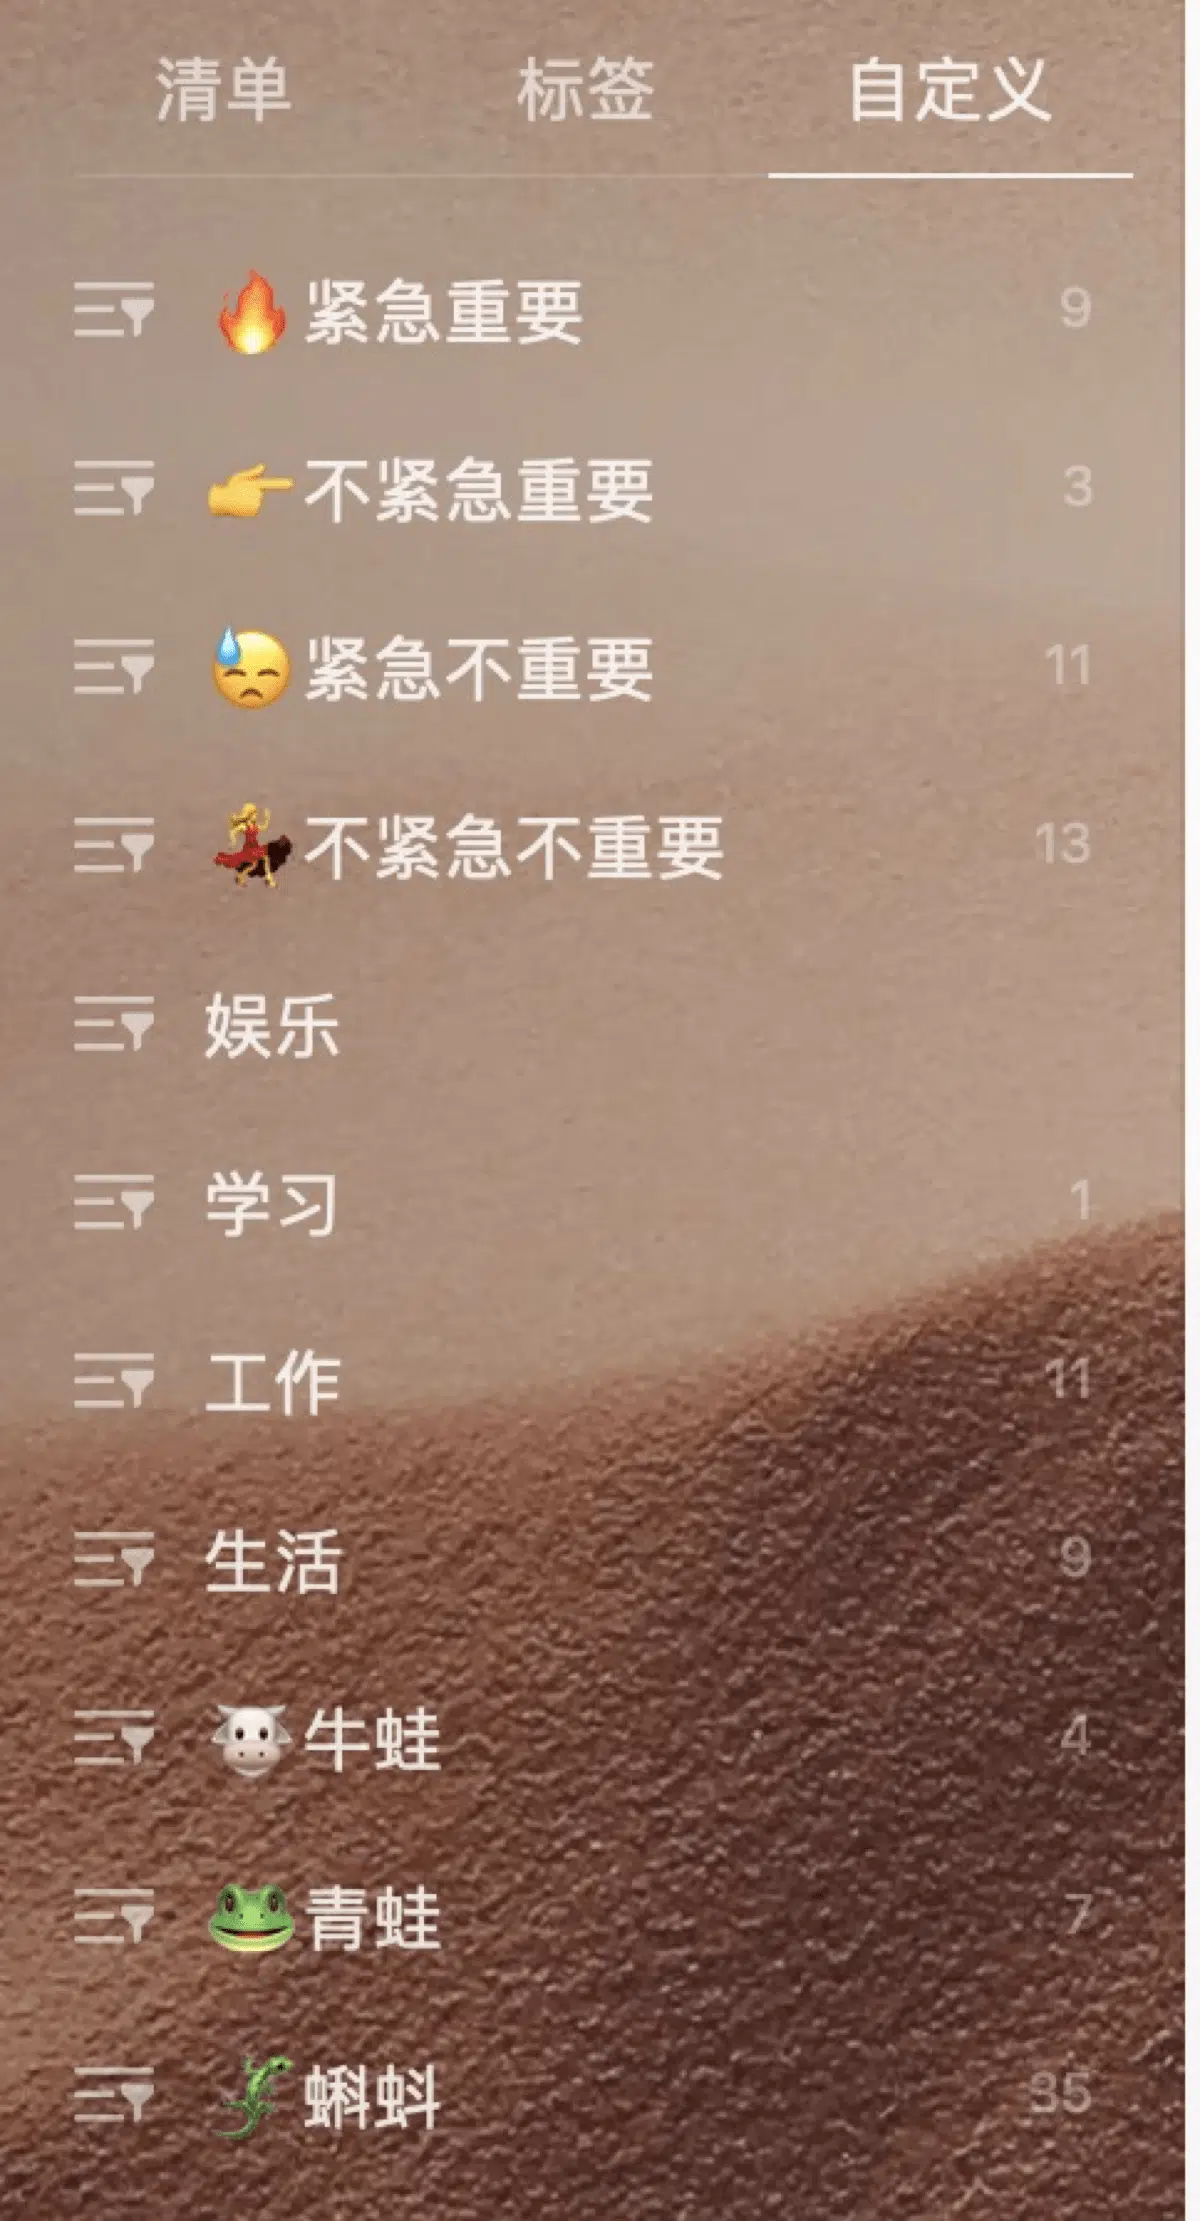 清单 标签 自定义
🔥紧急重要 9
👉不紧急重要 3
😓紧急不重要 11
💃不紧急不重要 13
娱乐
学习 1
工作 11
生活 9
🐮牛蛙 4
🐸青蛙 7
🦎蝌蚪 35